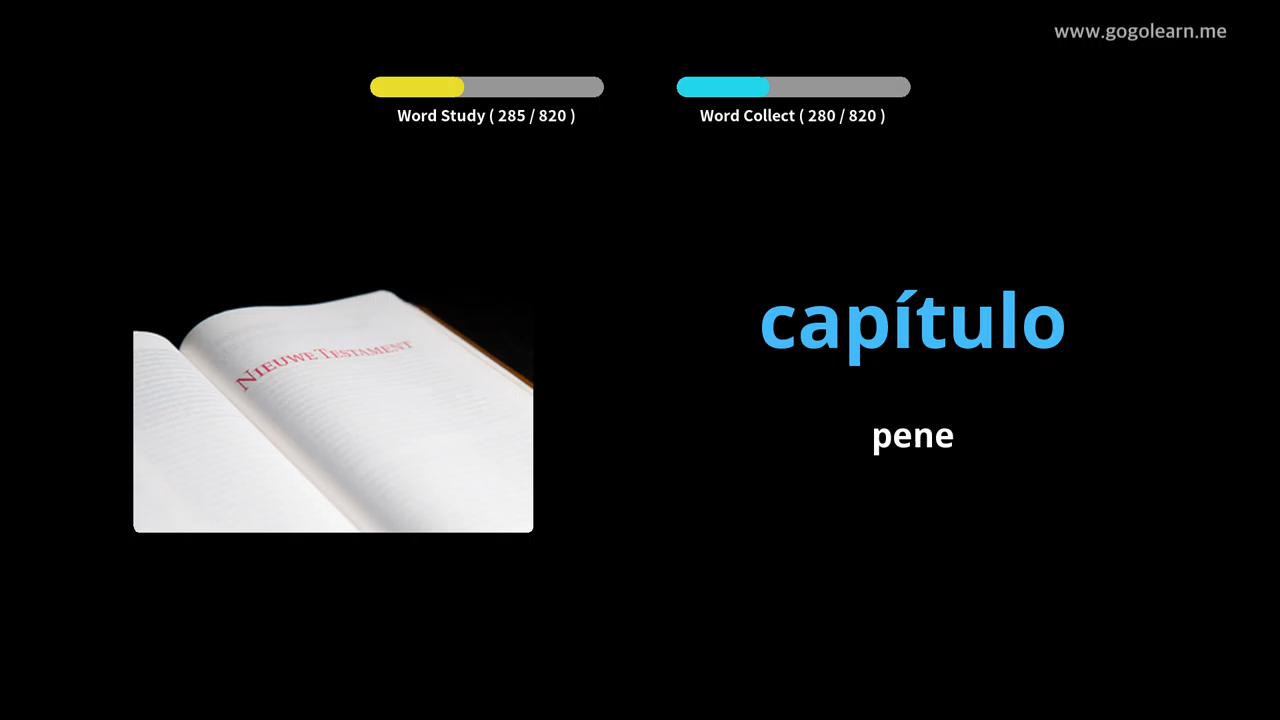 www.gogolearn.me
Word Study ( 285 / 820 )
Word Collect ( 280 / 820 )
NIEUWE TESTAMENT
capítulo
pene